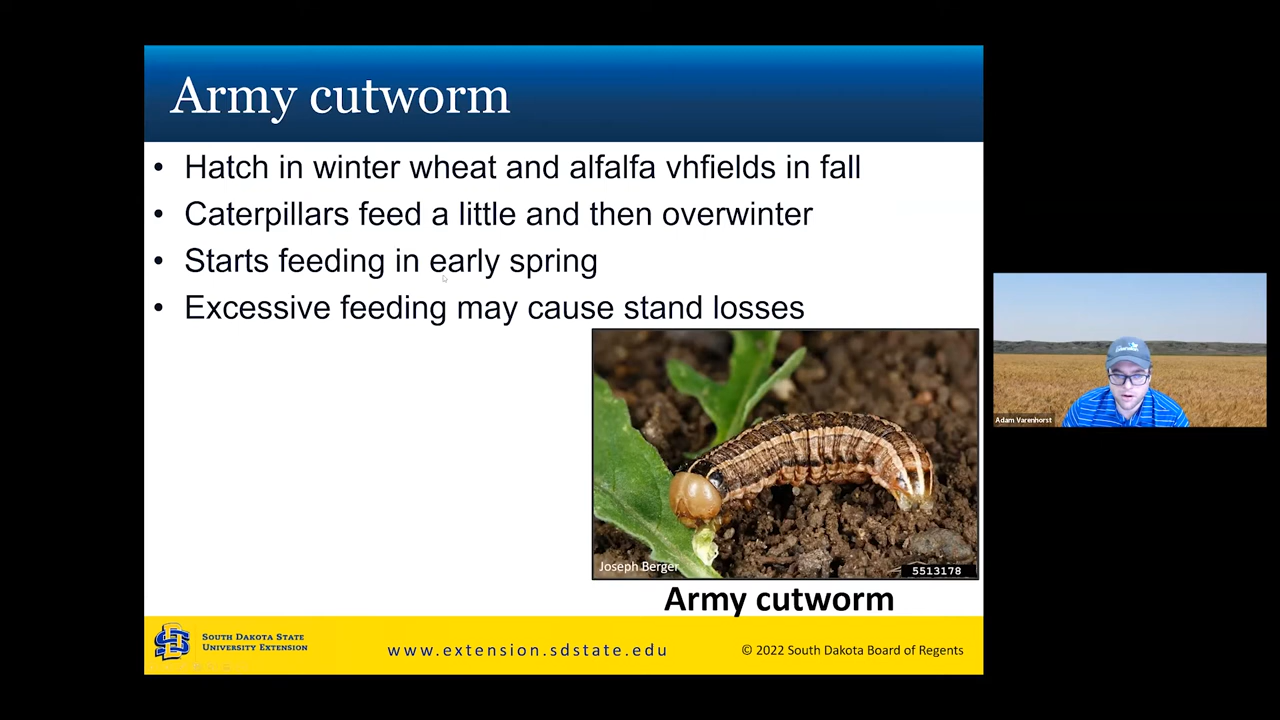 Army cutworm
• Hatch in winter wheat and alfalfa vhfields in fall
• Caterpillars feed a little and then overwinter
• Starts feeding in early spring
• Excessive feeding may cause stand losses
Adam Varenhorst
Joseph Berger
5513178
Army cutworm
SOUTH DAKOTA STATE
UNIVERSITY EXTENSION
www.extension.sdstate.edu
© 2022 South Dakota Board of Regents